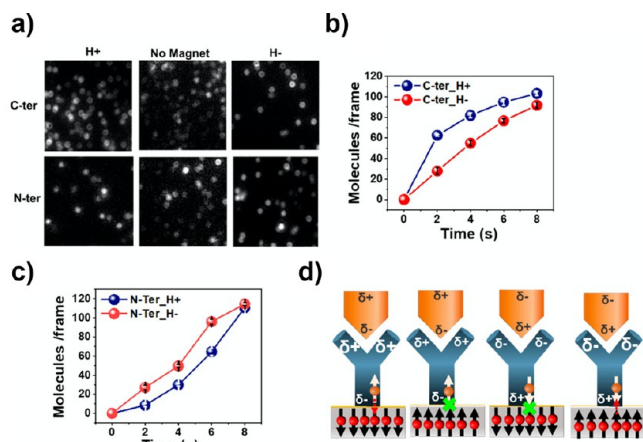 a)
H+
No Magnet
H-
C-ter
N-ter
b)
Molecules /frame
120
100
80
60
40
20
0
C-ter_H+
C-ter_H-
0 2 4 6 8
Time (s)
c)
Molecules/frame
120
100
80
60
40
20
0
N-Ter_H+
N-Ter_H-
0 2 4 6 8
Time (s)
d)
δ+ δ+ δ- δ-
δ- δ- δ+ δ+
δ+ δ+ δ+ δ+ δ- δ- δ- δ-
δ- δ- δ+ δ+